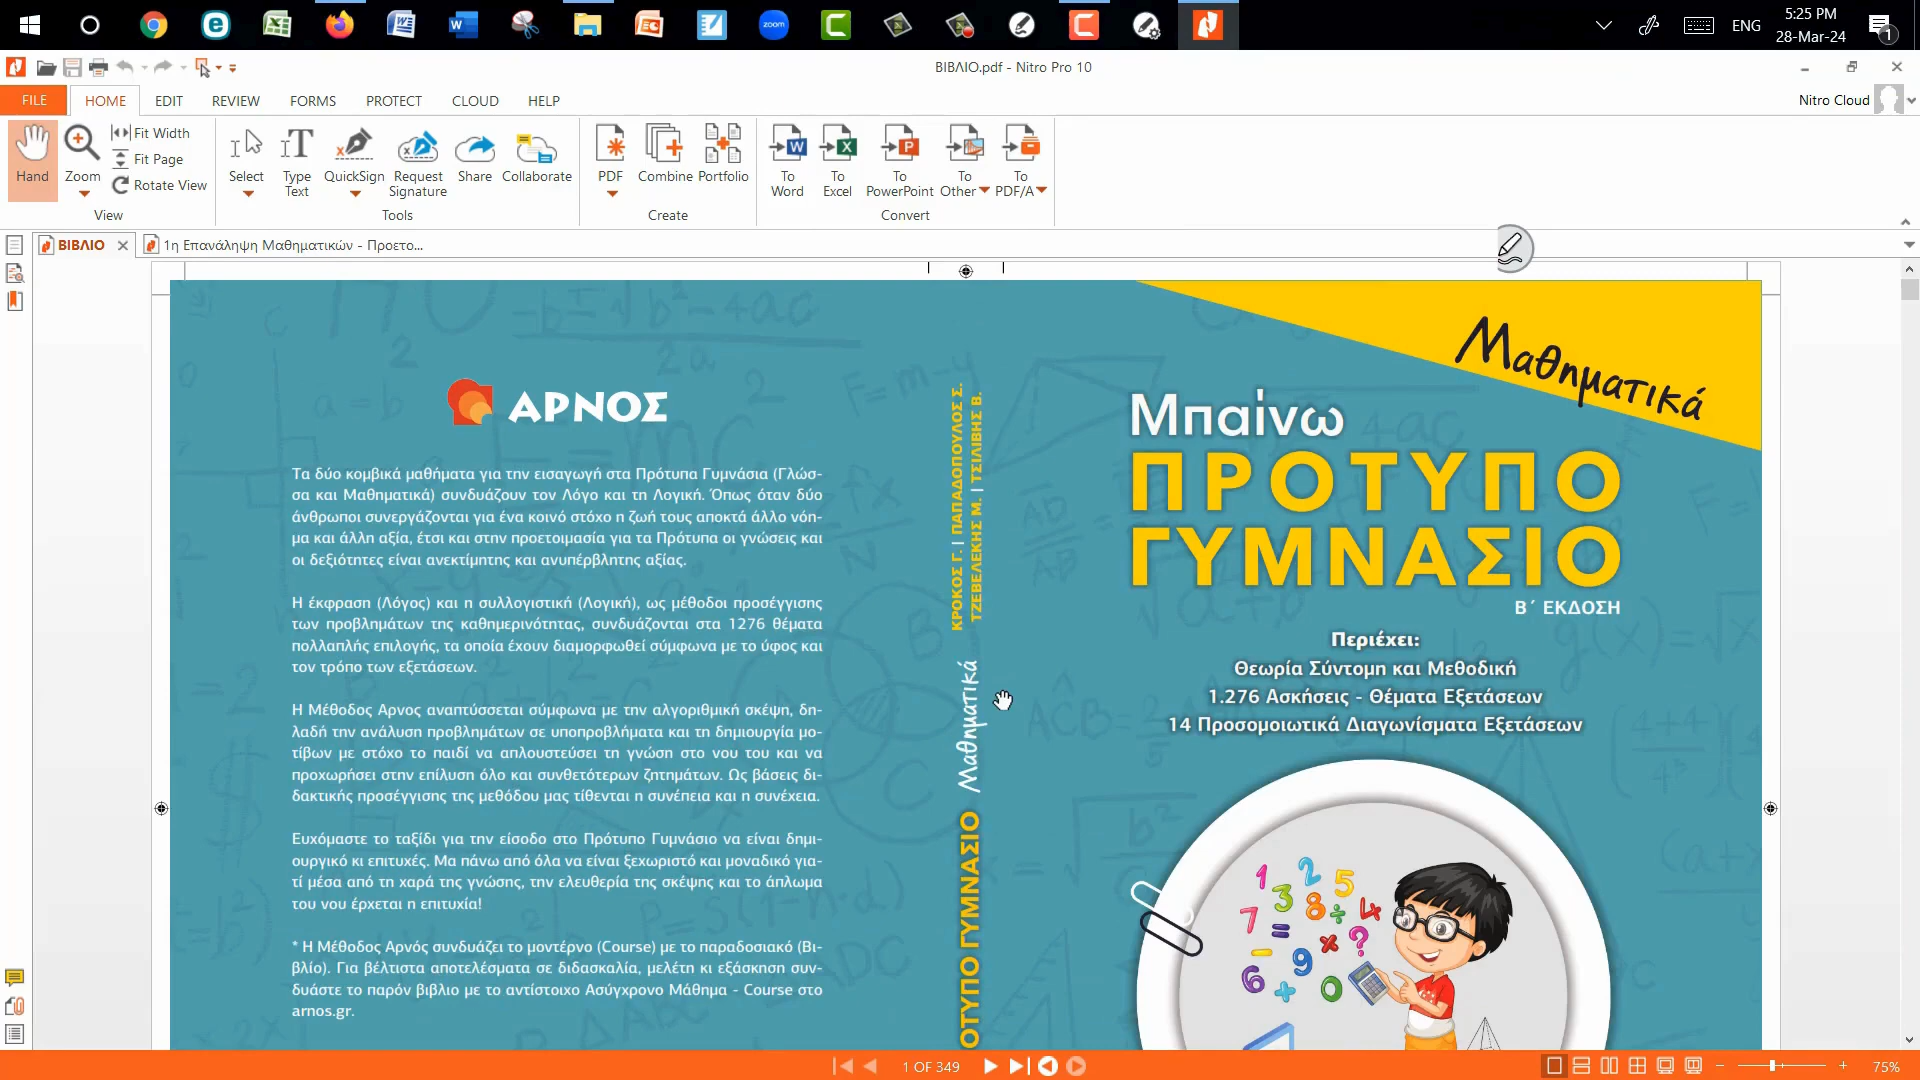 zoom
ENG
5:25 PM
28-Mar-24
1
ΒΙΒΛΙΟ.pdf - Nitro Pro 10
FILE
HOME
EDIT
REVIEW
FORMS
PROTECT
CLOUD
HELP
Nitro Cloud
Hand
Zoom
Fit Width
Fit Page
Rotate View
View
Select
Type Text
QuickSign
Request Signature
Share
Collaborate
Tools
PDF
Combine
Portfolio
Create
To Word
To Excel
To PowerPoint
To Other
To PDF/A
Convert
ΒΙΒΛΙΟ
1η Επανάληψη Μαθηματικών - Προετο...
ΑΡΝΟΣ
Τα δύο κομβικά μαθήματα για την εισαγωγή στα Πρότυπα Γυμνάσια (Γλώσ-
σα και Μαθηματικά) συνδυάζουν τον Λόγο και τη Λογική. Όπως όταν δύο
άνθρωποι συνεργάζονται για ένα κοινό στόχο η ζωή τους αποκτά άλλο νόη-
μα και άλλη αξία, έτσι και στην προετοιμασία για τα Πρότυπα οι γνώσεις και
οι δεξιότητες είναι ανεκτίμητης και ανυπέρβλητης αξίας.
Η έκφραση (Λόγος) και η συλλογιστική (Λογική), ως μέθοδοι προσέγγισης
των προβλημάτων της καθημερινότητας, συνδυάζονται στα 1276 θέματα
πολλαπλής επιλογής, τα οποία έχουν διαμορφωθεί σύμφωνα με το ύφος και
τον τρόπο των εξετάσεων.
Η Μέθοδος Αρνος αναπτύσσεται σύμφωνα με την αλγοριθμική σκέψη, δη-
λαδή την ανάλυση προβλημάτων σε υποπροβλήματα και τη δημιουργία μο-
τίβων με στόχο το παιδί να απλουστεύσει τη γνώση στο νου του και να
προχωρήσει στην επίλυση όλο και συνθετότερων ζητημάτων. Ως βάσεις δι-
δακτικής προσέγγισης της μεθόδου μας τίθενται η συνέπεια και η συνέχεια.
Ευχόμαστε το ταξίδι για την είσοδο στο Πρότυπο Γυμνάσιο να είναι δημι-
ουργικό κι επιτυχές. Μα πάνω από όλα να είναι ξεχωριστό και μοναδικό για-
τί μέσα από τη χαρά της γνώσης, την ελευθερία της σκέψης και το άπλωμα
του νου έρχεται η επιτυχία!
* Η Μέθοδος Αρνός συνδυάζει το μοντέρνο (Course) με το παραδοσιακό (Βι-
βλίο). Για βέλτιστα αποτελέσματα σε διδασκαλία, μελέτη κι εξάσκηση συν-
δυάστε το παρόν βιβλιο με το αντίστοιχο Ασύγχρονο Μάθημα - Course στο
arnos.gr.
ΚΡΟΚΟΣ Γ. | ΠΑΠΑΔΟΠΟΥΛΟΣ Σ.
ΤΖΕΒΕΛΕΚΗΣ Μ. | ΤΣΙΛΙΒΗΣ Β.
Μαθηματικά
ΟΤΥΠΟ ΓΥΜΝΑΣΙΟ
Μαθηματικά
Μπαίνω
ΠΡΟΤΥΠΟ
ΓΥΜΝΑΣΙΟ
Β΄ ΕΚΔΟΣΗ
Περιέχει:
Θεωρία Σύντομη και Μεθοδική
1.276 Ασκήσεις - Θέματα Εξετάσεων
14 Προσομοιωτικά Διαγωνίσματα Εξετάσεων
1 OF 349
75%